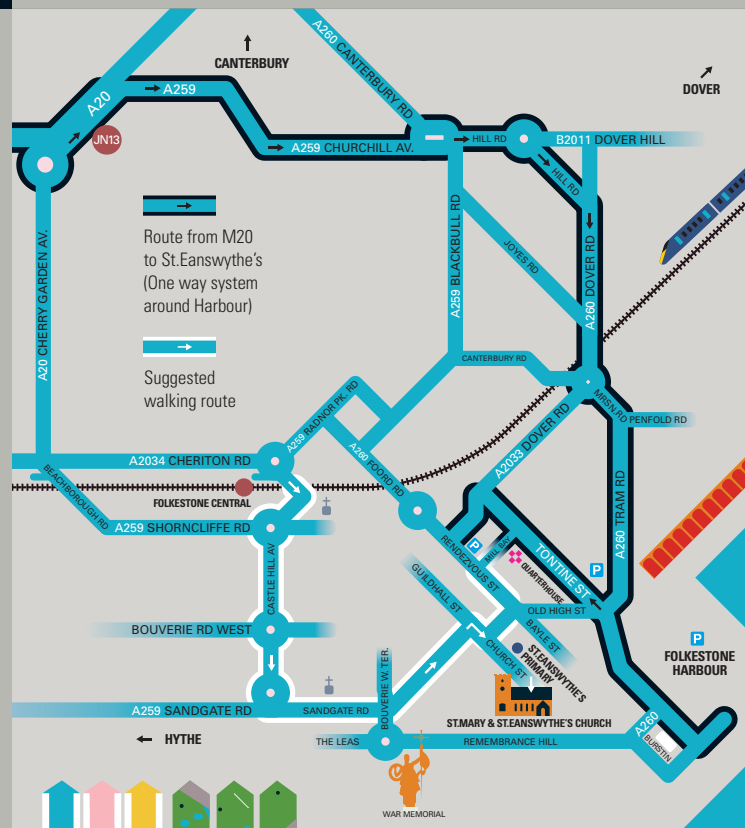 CANTERBURY
A260 CANTERBURY RD
DOVER
A20
A259
JN13
A259 CHURCHILL AV.
HILL RD
B2011 DOVER HILL
HILL RD
A20 CHERRY GARDEN AV.
Route from M20
to St.Eanswythe's
(One way system
around Harbour)
Suggested
walking route
A259 BLACKBULL RD
JOYES RD
A260 DOVER RD
CANTERBURY RD
A259 RADNOR PK. RD
MRSN.RD
PENFOLD RD
A2033 DOVER RD
A2034 CHERITON RD
A260 FOORD RD
BEACHBOROUGH RD
FOLKESTONE CENTRAL
A260 TRAM RD
A259 SHORNCLIFFE RD
RENDEZVOUS ST
P
MILL BAY
QUARTERHOUSE
TONTINE ST
P
CASTLE HILL AV
GUILDHALL ST
OLD HIGH ST
BAYLE ST
BOUVERIE RD WEST
CHURCH ST
ST.EANSWYTHE'S
PRIMARY
P
FOLKESTONE
HARBOUR
BOUVERIE W. TER.
A259 SANDGATE RD
SANDGATE RD
ST.MARY & ST.EANSWYTHE'S CHURCH
HYTHE
THE LEAS
REMEMBRANCE HILL
A260
BURSTIN
WAR MEMORIAL